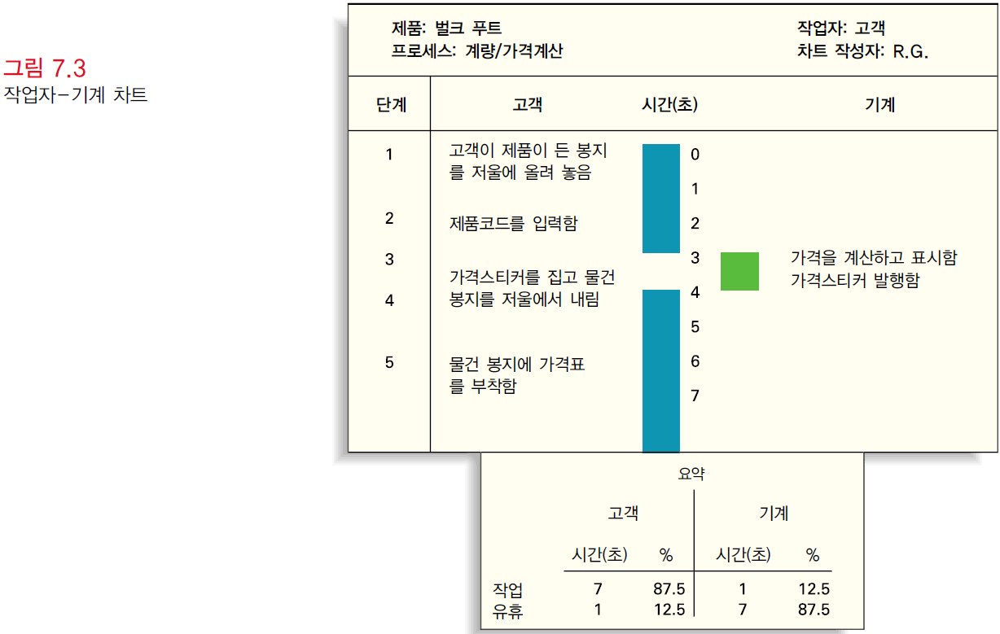 그림 7.3
작업자-기계 차트
제품: 벌크 푸트 작업자: 고객
프로세스: 계량/가격계산 차트 작성자: R.G.
단계 고객 시간(초) 기계
1 고객이 제품이 든 봉지 0
를 저울에 올려 놓음
1
2 제품코드를 입력함 2
3 3 가격을 계산하고 표시함
가격스티커를 집고 물건 가격스티커 발행함
4 봉지를 저울에서 내림 4
5
5 물건 봉지에 가격표 6
를 부착함
7
요약
고객 기계
시간(초) % 시간(초) %
작업 7 87.5 1 12.5
유휴 1 12.5 7 87.5